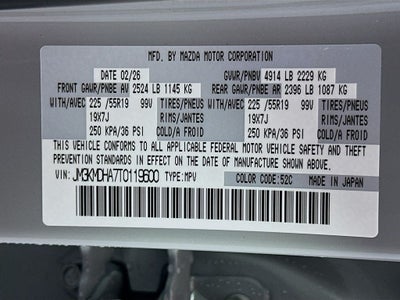 MFD. BY MAZDA MOTOR CORPORATION
DATE 02/26 GVWR/PNBV 4914 LB 2229 KG
FRONT GAWR/PNBE AV 2524 LB 1145 KG REAR GAWR/PNBE AR 2396 LB 1087 KG
WITH/AVEC 225 /55R19 99V TIRES/PNEUS WITH/AVEC 225 /55R19 99V TIRES/PNEUS
19X7J RIMS/JANTES 19X7J RIMS/JANTES
250 KPA/36 PSI COLD/A FROID 250 KPA/36 PSI COLD/A FROID
THIS VEHICLE CONFORMS TO ALL APPLICABLE FEDERAL MOTOR VEHICLE SAFETY AND
THEFT PREVENTION STANDARDS IN EFFECT ON THE DATE OF MANUFACTURE SHOWN ABOVE.
VIN: JM3KMDHA7T0119600 TYPE:MPV COLOR CODE:52C MADE IN JAPAN